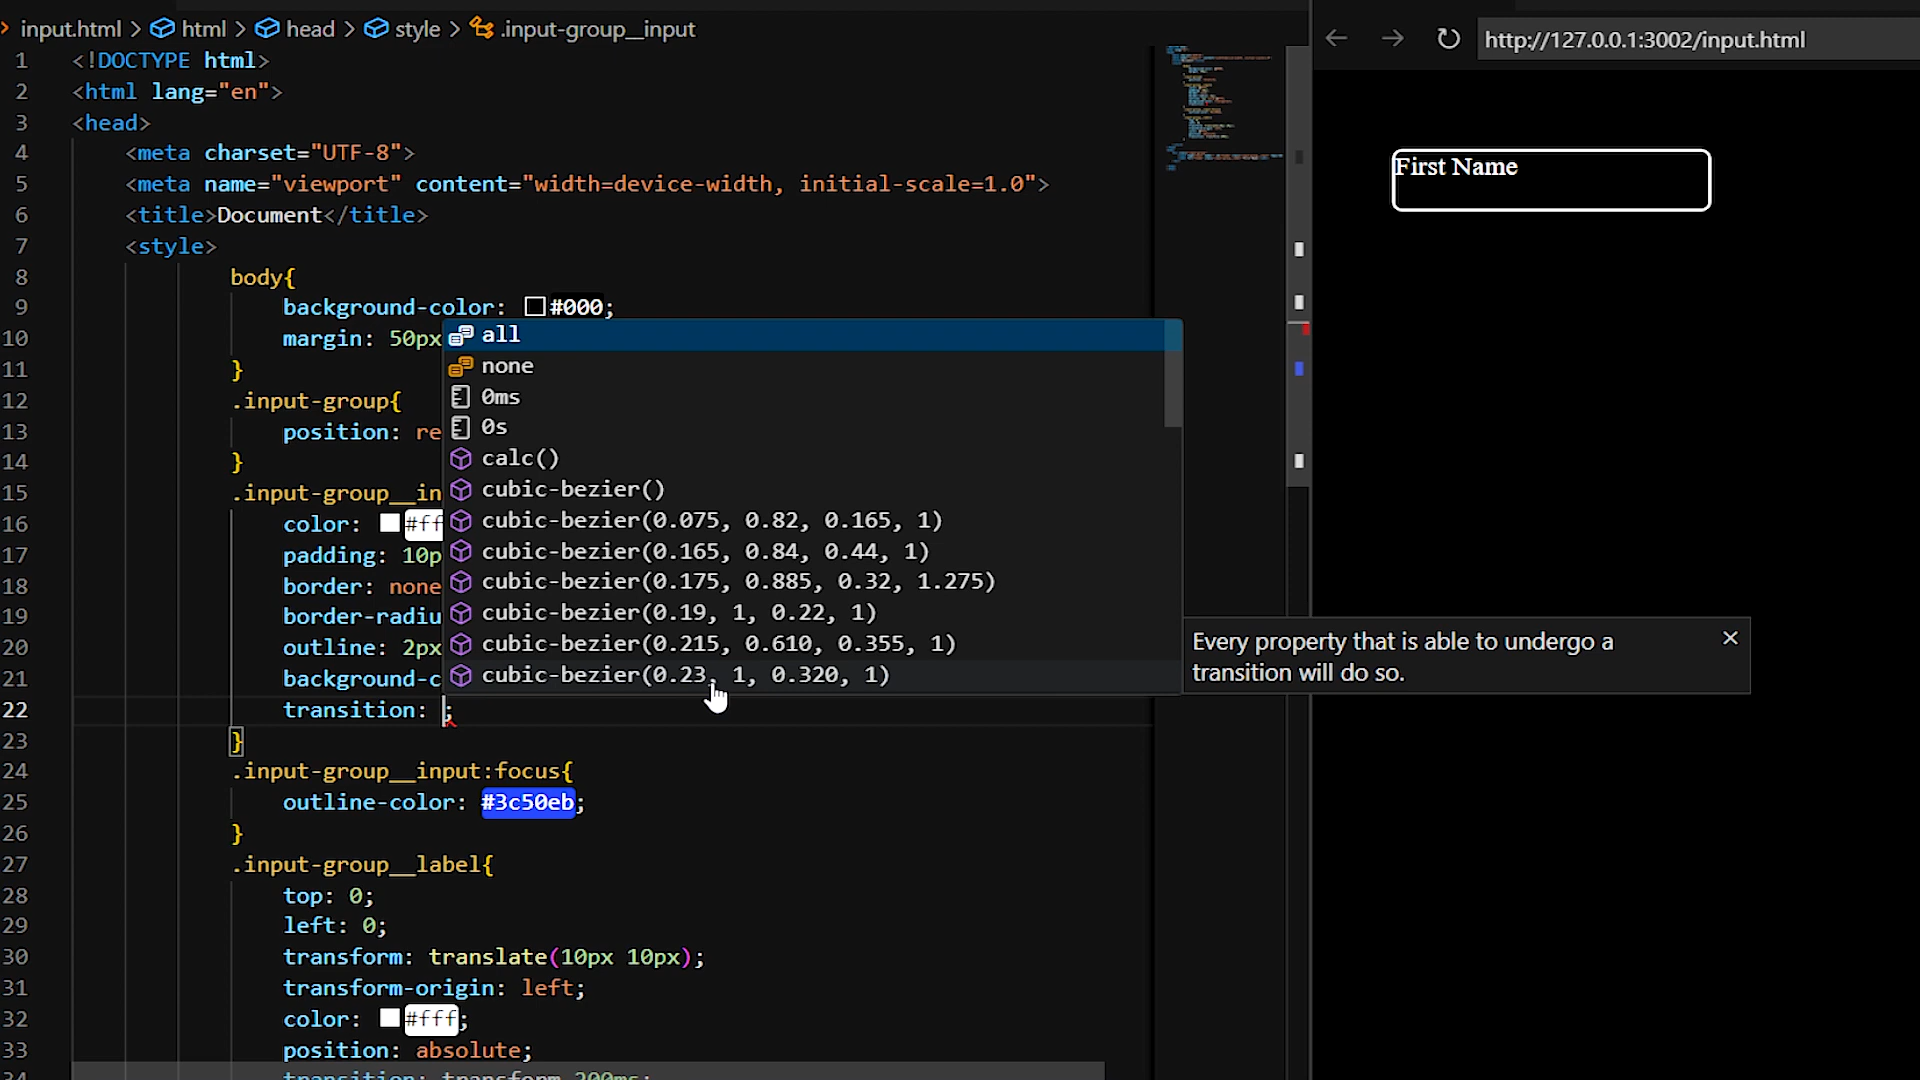 input.html > html > head > style > .input-group__input
1 <!DOCTYPE html>
2 <html lang="en">
3 <head>
4 <meta charset="UTF-8">
5 <meta name="viewport" content="width=device-width, initial-scale=1.0">
6 <title>Document</title>
7 <style>
8 body{
9 background-color: #000;
10 margin: 50px
11 }
12 .input-group{
13 position: re
14 }
15 .input-group__in
16 color: #ff
17 padding: 10p
18 border: none
19 border-radiu
20 outline: 2px
21 background-c
22 transition: ;
23 }
24 .input-group__input:focus{
25 outline-color: #3c50eb;
26 }
27 .input-group__label{
28 top: 0;
29 left: 0;
30 transform: translate(10px 10px);
31 transform-origin: left;
32 color: #fff;
33 position: absolute;
34 transition: transform 200ms;
all
none
0ms
0s
calc()
cubic-bezier()
cubic-bezier(0.075, 0.82, 0.165, 1)
cubic-bezier(0.165, 0.84, 0.44, 1)
cubic-bezier(0.175, 0.885, 0.32, 1.275)
cubic-bezier(0.19, 1, 0.22, 1)
cubic-bezier(0.215, 0.610, 0.355, 1)
cubic-bezier(0.23, 1, 0.320, 1)
Every property that is able to undergo a
transition will do so.
http://127.0.0.1:3002/input.html
First Name